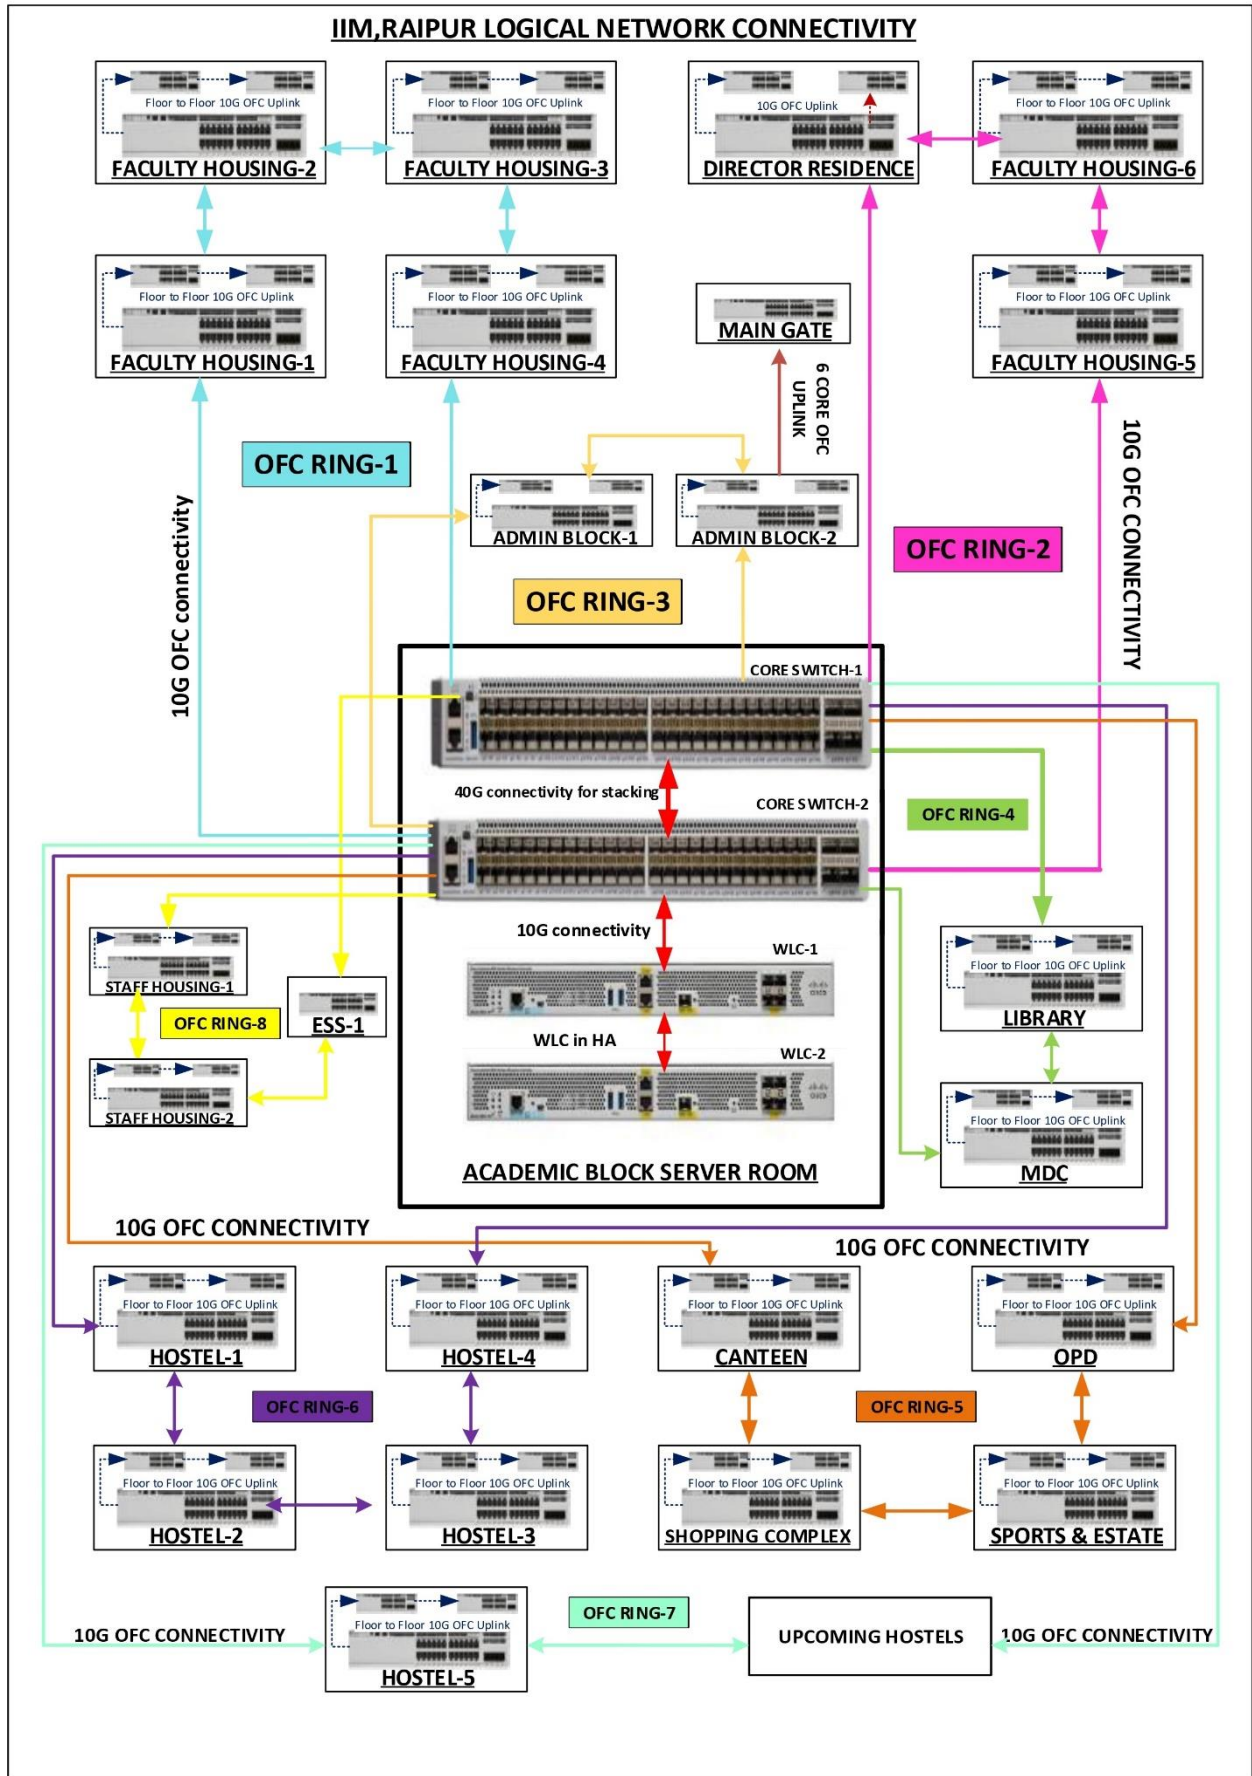 IIM,RAIPUR LOGICAL NETWORK CONNECTIVITY
Floor to Floor 10G OFC Uplink
FACULTY HOUSING-2
Floor to Floor 10G OFC Uplink
FACULTY HOUSING-3
10G OFC Uplink
DIRECTOR RESIDENCE
Floor to Floor 10G OFC Uplink
FACULTY HOUSING-6
Floor to Floor 10G OFC Uplink
FACULTY HOUSING-1
Floor to Floor 10G OFC Uplink
FACULTY HOUSING-4
MAIN GATE
Floor to Floor 10G OFC Uplink
FACULTY HOUSING-5
6 CORE OFC
UPLINK
OFC RING-1
10G OFC connectivity
ADMIN BLOCK-1
ADMIN BLOCK-2
OFC RING-2
10G OFC CONNECTIVITY
OFC RING-3
CORE SWITCH-1
40G connectivity for stacking
CORE SWITCH-2
OFC RING-4
10G connectivity
WLC-1
WLC in HA
WLC-2
ACADEMIC BLOCK SERVER ROOM
STAFF HOUSING-1
OFC RING-8
ESS-1
STAFF HOUSING-2
Floor to Floor 10G OFC Uplink
LIBRARY
Floor to Floor 10G OFC Uplink
MDC
10G OFC CONNECTIVITY
10G OFC CONNECTIVITY
Floor to Floor 10G OFC Uplink
HOSTEL-1
Floor to Floor 10G OFC Uplink
HOSTEL-4
Floor to Floor 10G OFC Uplink
CANTEEN
Floor to Floor 10G OFC Uplink
OPD
OFC RING-6
OFC RING-5
Floor to Floor 10G OFC Uplink
HOSTEL-2
Floor to Floor 10G OFC Uplink
HOSTEL-3
Floor to Floor 10G OFC Uplink
SHOPPING COMPLEX
Floor to Floor 10G OFC Uplink
SPORTS & ESTATE
10G OFC CONNECTIVITY
Floor to Floor 10G OFC Uplink
HOSTEL-5
OFC RING-7
UPCOMING HOSTELS
10G OFC CONNECTIVITY